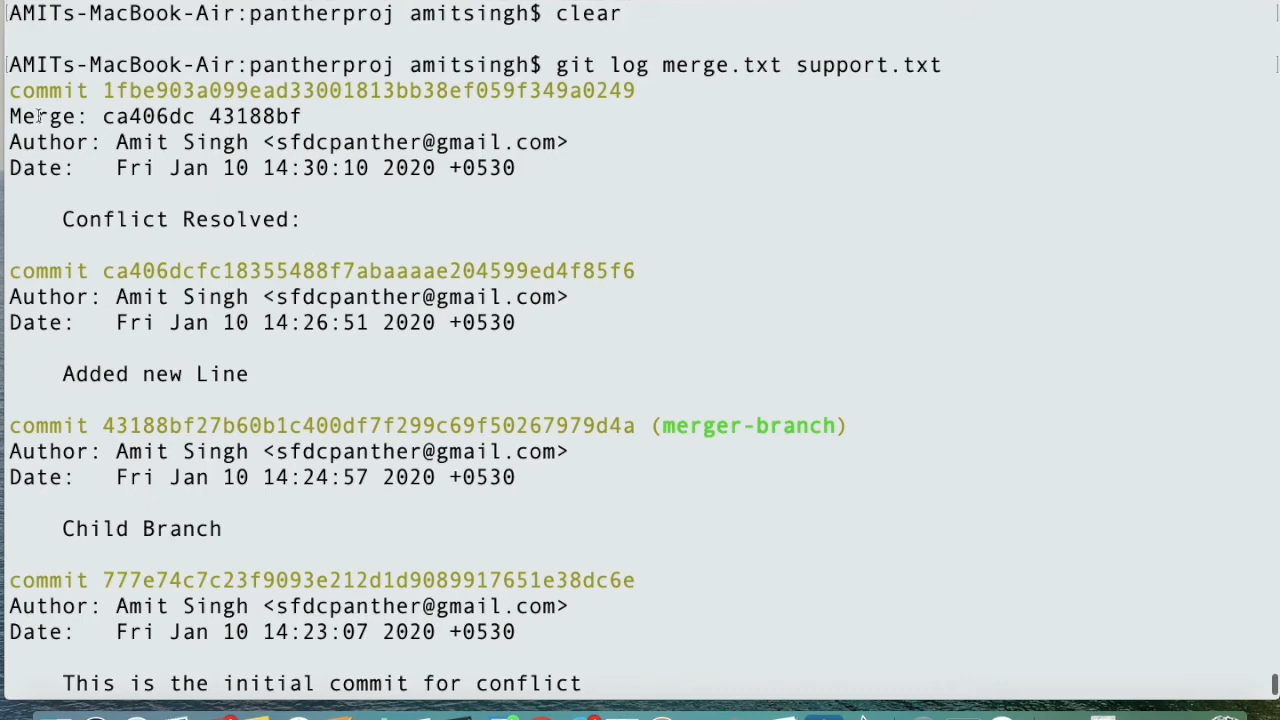 AMITs-MacBook-Air:pantherproj amitsingh$ clear
AMITs-MacBook-Air:pantherproj amitsingh$ git log merge.txt support.txt
commit 1fbe903a099ead33001813bb38ef059f349a0249
Merge: ca406dc 43188bf
Author: Amit Singh <sfdcpanther@gmail.com>
Date:   Fri Jan 10 14:30:10 2020 +0530
Conflict Resolved:
commit ca406dcfc18355488f7abaaaae204599ed4f85f6
Author: Amit Singh <sfdcpanther@gmail.com>
Date:   Fri Jan 10 14:26:51 2020 +0530
Added new Line
commit 43188bf27b60b1c400df7f299c69f50267979d4a (merger-branch)
Author: Amit Singh <sfdcpanther@gmail.com>
Date:   Fri Jan 10 14:24:57 2020 +0530
Child Branch
commit 777e74c7c23f9093e212d1d9089917651e38dc6e
Author: Amit Singh <sfdcpanther@gmail.com>
Date:   Fri Jan 10 14:23:07 2020 +0530
This is the initial commit for conflict